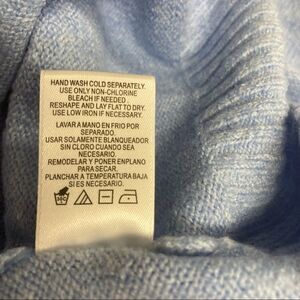 HAND WASH COLD SEPARATELY.
USE ONLY NON-CHLORINE
BLEACH IF NEEDED.
RESHAPE AND LAY FLAT TO DRY.
USE LOW IRON IF NECESSARY.
LAVAR A MANO EN FRIO POR
SEPARADO.
USAR SOLAMENTE BLANQUEADOR
SIN CLORO CUANDO SEA
NECESARIO.
REMODELAR Y PONER ENPLANO
PARA SECAR.
PLANCHAR A TEMPERATURA BAJA
SI ES NECESARIO.